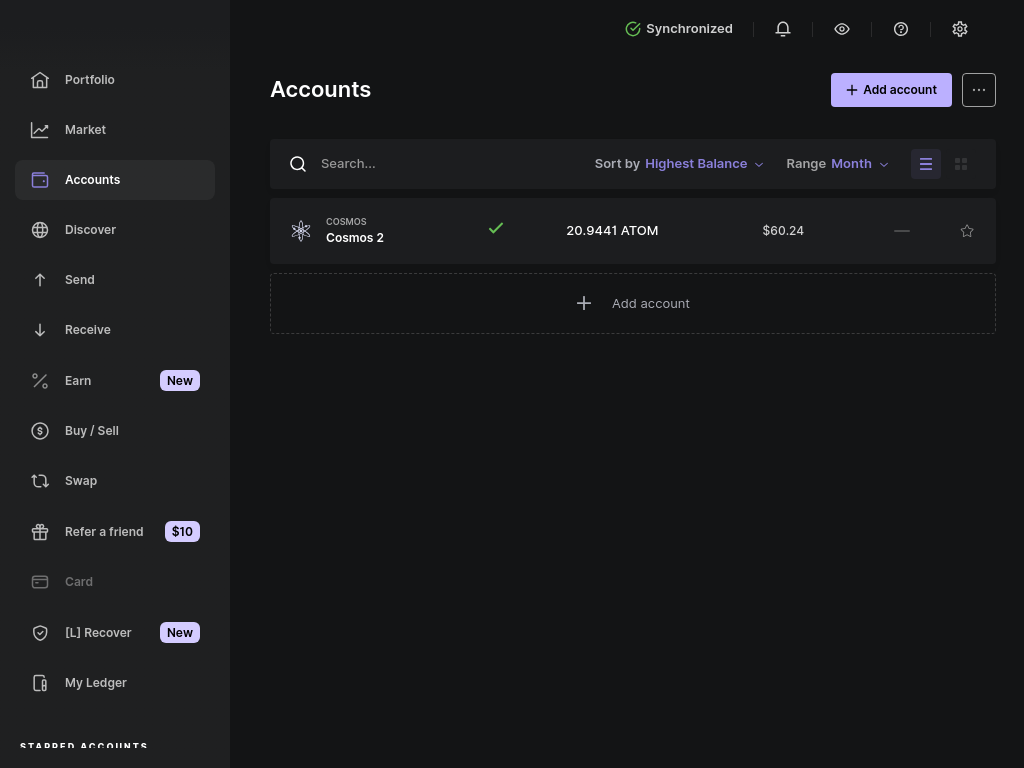 Synchronized
Portfolio
Market
Accounts
Discover
Send
Receive
Earn New
Buy / Sell
Swap
Refer a friend $10
Card
[L] Recover New
My Ledger
STARRED ACCOUNTS
Accounts
+ Add account
Search...
Sort by Highest Balance
Range Month
COSMOS
Cosmos 2
20.9441 ATOM
$60.24
—
Add account